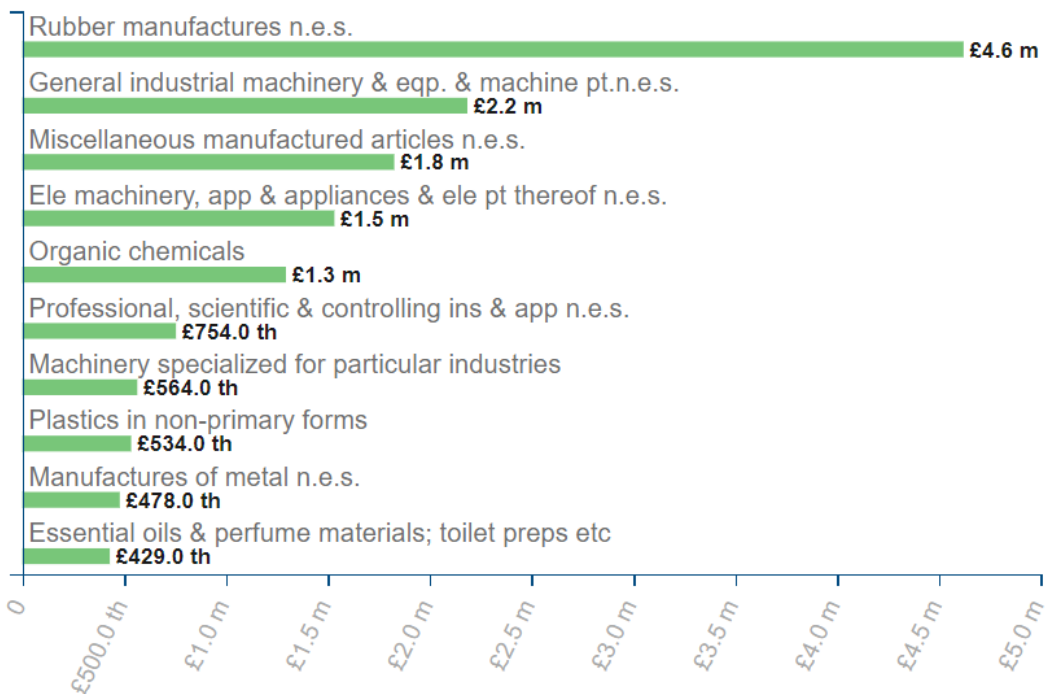 Rubber manufactures n.e.s.
£4.6 m
General industrial machinery & eqp. & machine pt.n.e.s.
£2.2 m
Miscellaneous manufactured articles n.e.s.
£1.8 m
Ele machinery, app & appliances & ele pt thereof n.e.s.
£1.5 m
Organic chemicals
£1.3 m
Professional, scientific & controlling ins & app n.e.s.
£754.0 th
Machinery specialized for particular industries
£564.0 th
Plastics in non-primary forms
£534.0 th
Manufactures of metal n.e.s.
£478.0 th
Essential oils & perfume materials; toilet preps etc
£429.0 th
0
£500.0 th
£1.0 m
£1.5 m
£2.0 m
£2.5 m
£3.0 m
£3.5 m
£4.0 m
£4.5 m
£5.0 m